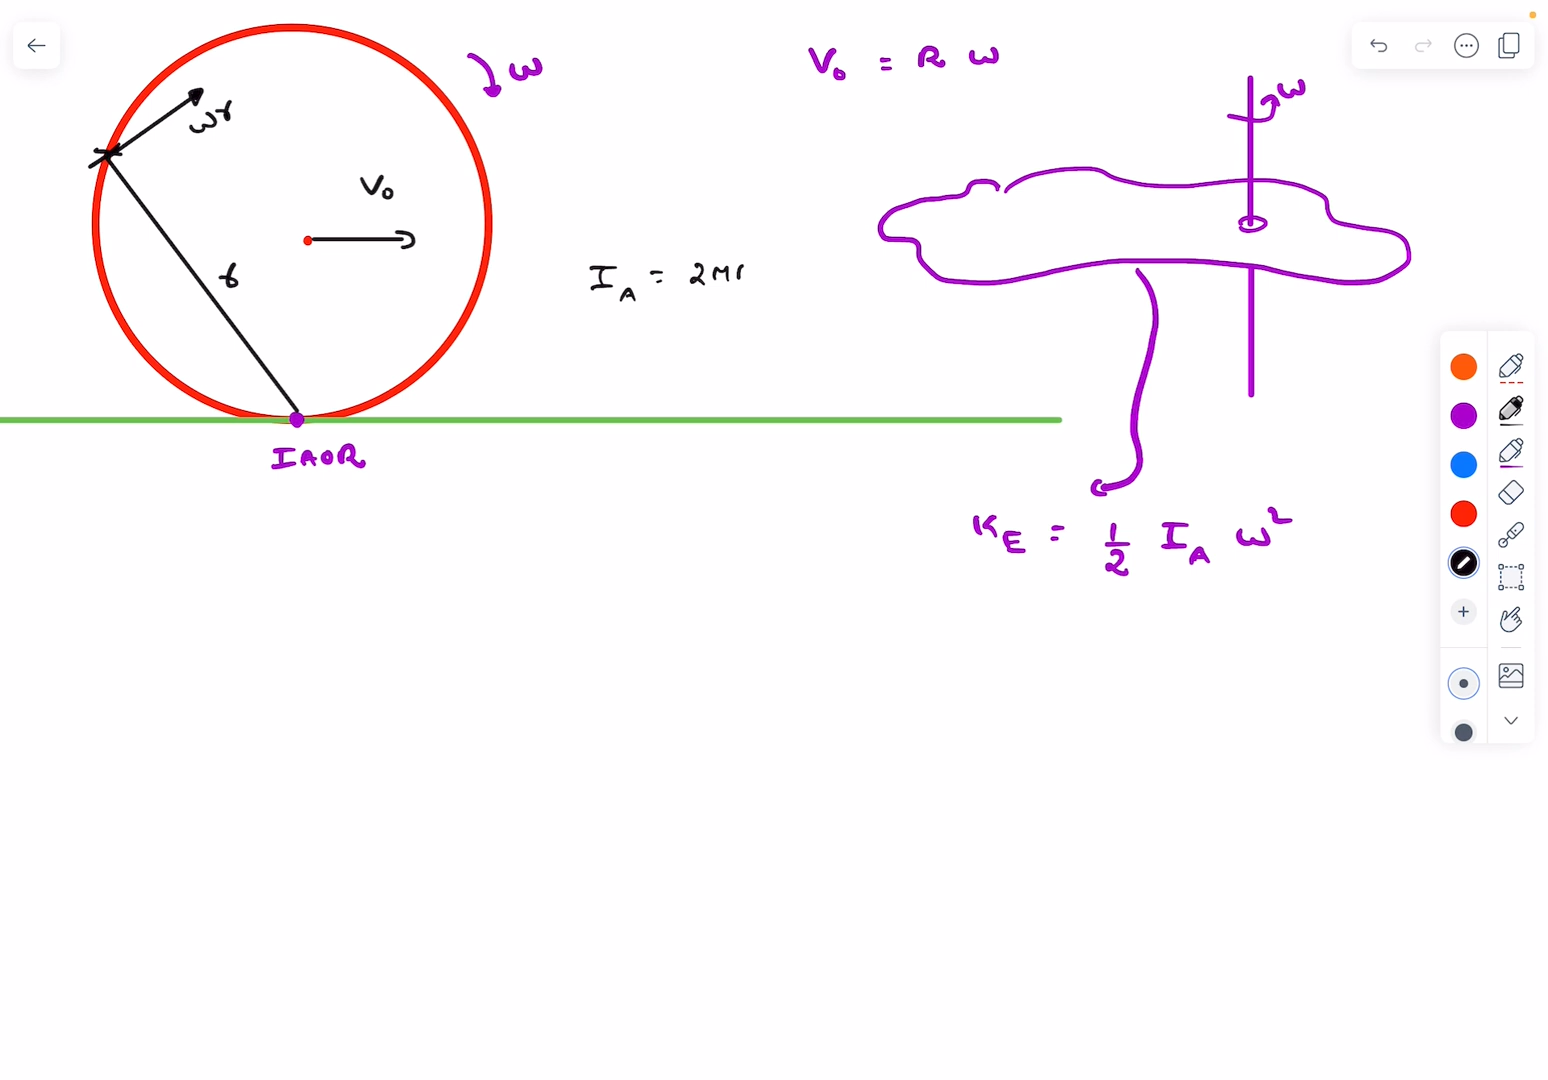 ω
V₀ = R ω
ω
ωr
V₀
r
I_A = 2Mr
IAOR
K_E = 1/2 I_A ω²